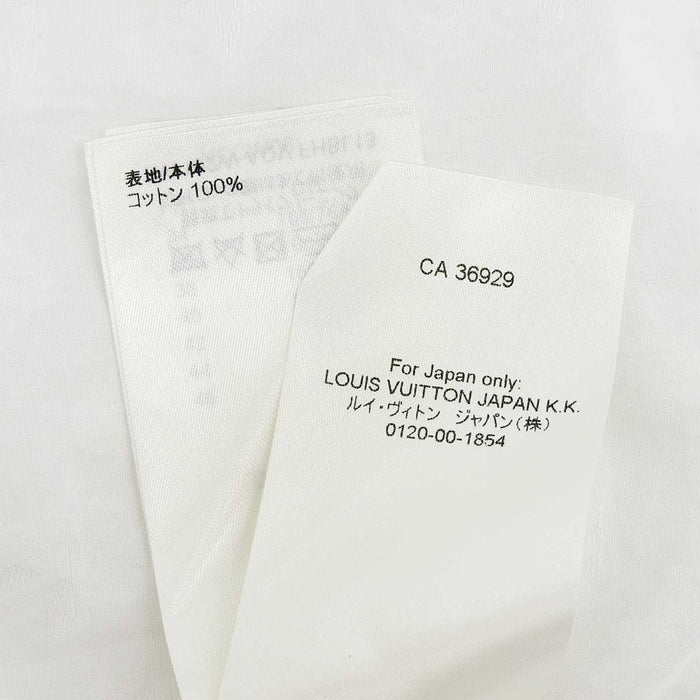 表地/本体
コットン 100%
CA 36929
For Japan only:
LOUIS VUITTON JAPAN K.K.
ルイ・ヴィトン ジャパン(株)
0120-00-1854